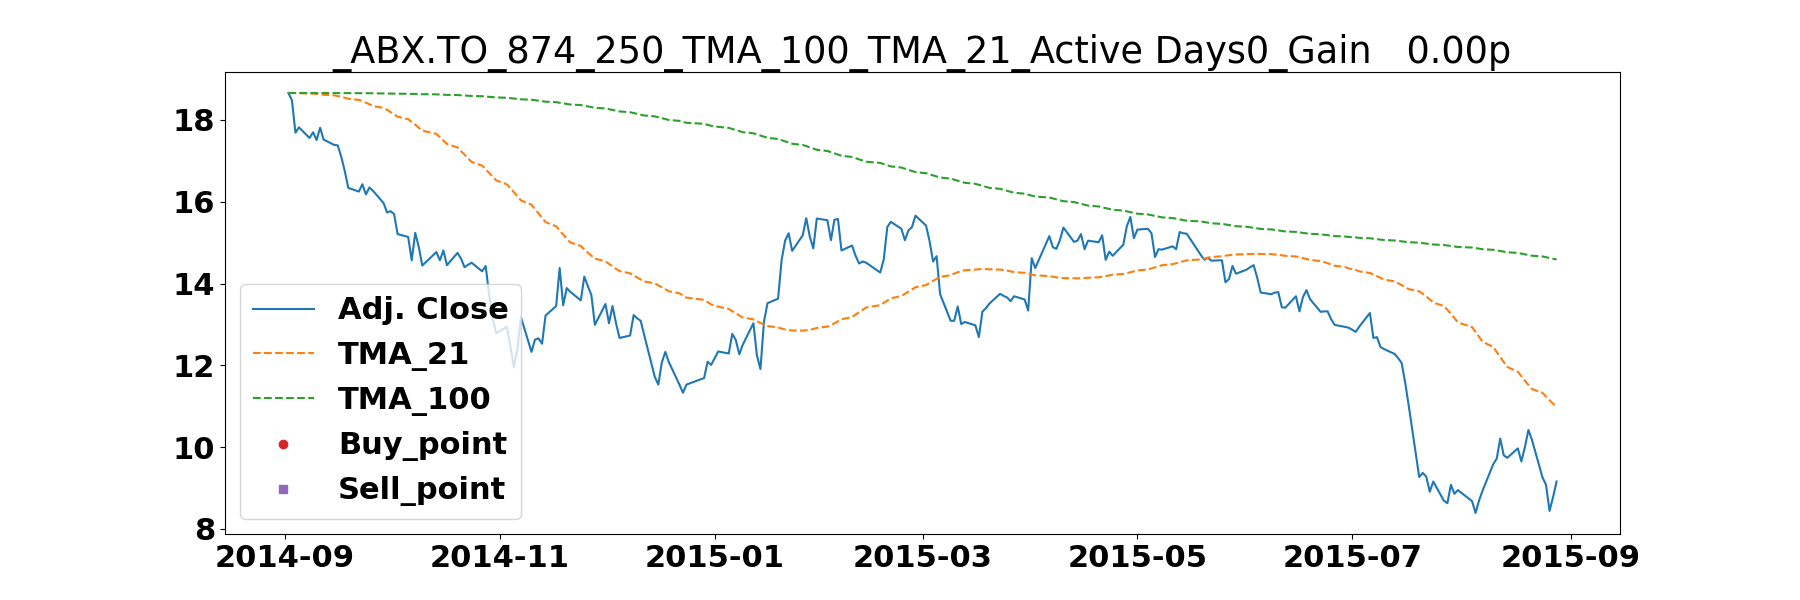 _ABX.TO_874_250_TMA_100_TMA_21_Active Days0_Gain   0.00p
18
16
14
12
10
8
Adj. Close
TMA_21
TMA_100
Buy_point
Sell_point
2014-09 2014-11 2015-01 2015-03 2015-05 2015-07 2015-09